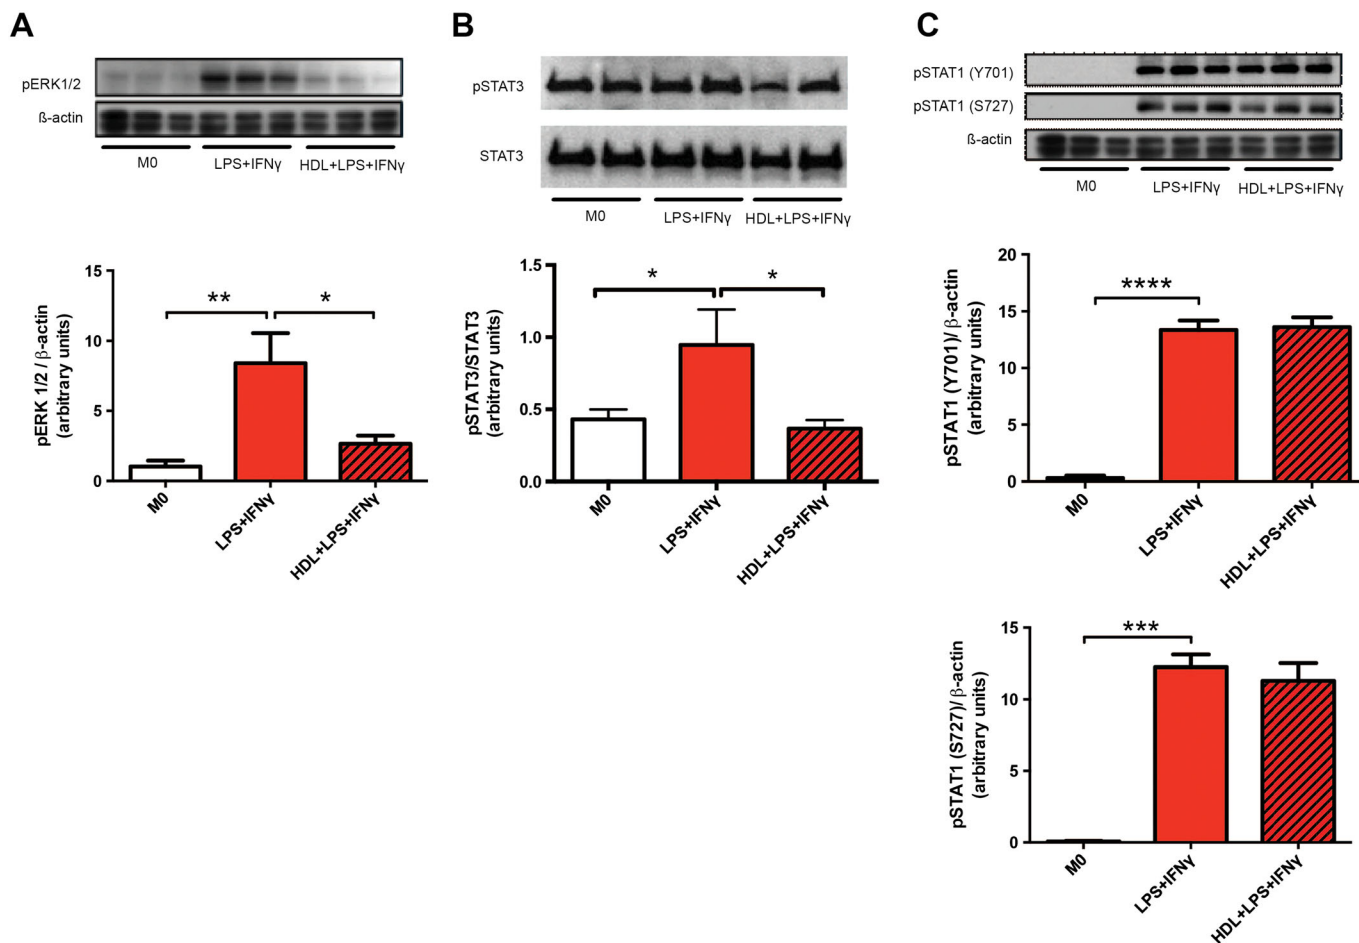 A
pERK1/2
ß-actin
M0 LPS+IFNγ HDL+LPS+IFNγ
15
10
5
0
pERK 1/2 / β-actin
(arbitrary units)
** *
M0
LPS+IFNγ
HDL+LPS+IFNγ
B
pSTAT3
STAT3
M0 LPS+IFNγ HDL+LPS+IFNγ
1.5
1.0
0.5
0.0
pSTAT3/STAT3
(arbitrary units)
* *
M0
LPS+IFNγ
HDL+LPS+IFNγ
C
pSTAT1 (Y701)
pSTAT1 (S727)
ß-actin
M0 LPS+IFNγ HDL+LPS+IFNγ
20
15
10
5
0
pSTAT1 (Y701)/ β-actin
(arbitrary units)
****
M0
LPS+IFNγ
HDL+LPS+IFNγ
15
10
5
0
pSTAT1 (S727)/ β-actin
(arbitrary units)
***
M0
LPS+IFNγ
HDL+LPS+IFNγ